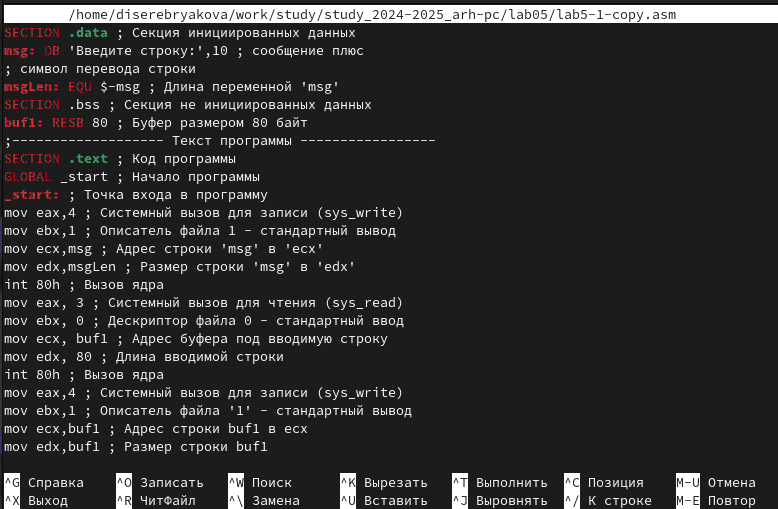 /home/diserebryakova/work/study/study_2024-2025_arh-pc/lab05/lab5-1-copy.asm
SECTION .data ; Секция инициированных данных
msg: DB 'Введите строку:',10 ; сообщение плюс
; символ перевода строки
msgLen: EQU $-msg ; Длина переменной 'msg'
SECTION .bss ; Секция не инициированных данных
buf1: RESB 80 ; Буфер размером 80 байт
;------------------- Текст программы -----------------
SECTION .text ; Код программы
GLOBAL _start ; Начало программы
_start: ; Точка входа в программу
mov eax,4 ; Системный вызов для записи (sys_write)
mov ebx,1 ; Описатель файла 1 - стандартный вывод
mov ecx,msg ; Адрес строки 'msg' в 'ecx'
mov edx,msgLen ; Размер строки 'msg' в 'edx'
int 80h ; Вызов ядра
mov eax, 3 ; Системный вызов для чтения (sys_read)
mov ebx, 0 ; Дескриптор файла 0 - стандартный ввод
mov ecx, buf1 ; Адрес буфера под вводимую строку
mov edx, 80 ; Длина вводимой строки
int 80h ; Вызов ядра
mov eax,4 ; Системный вызов для записи (sys_write)
mov ebx,1 ; Описатель файла '1' - стандартный вывод
mov ecx,buf1 ; Адрес строки buf1 в ecx
mov edx,buf1 ; Размер строки buf1
^G Справка ^O Записать ^W Поиск ^K Вырезать ^T Выполнить ^C Позиция M-U Отмена
^X Выход ^R ЧитФайл ^\ Замена ^U Вставить ^J Выровнять ^/ К строке M-E Повтор